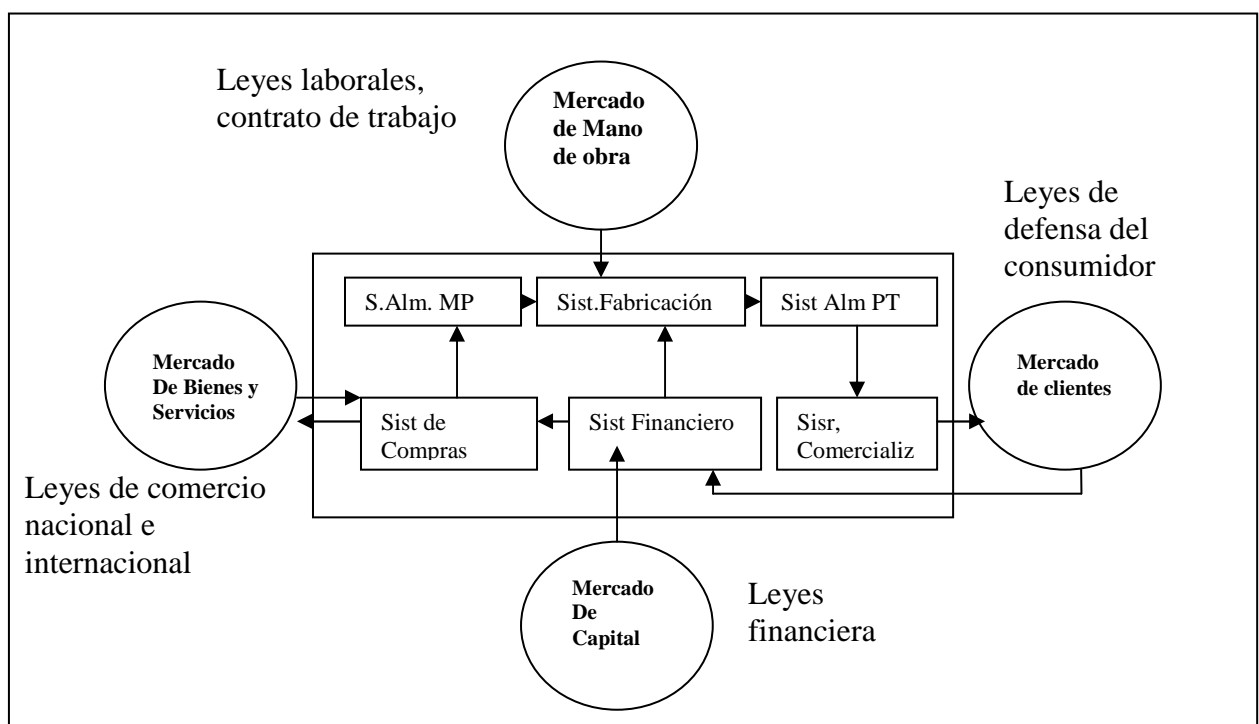 Leyes laborales,
contrato de trabajo
Mercado
de Mano
de obra
Leyes de
defensa del
consumidor
S.Alm. MP
Sist.Fabricación
Sist Alm PT
Mercado
De Bienes y
Servicios
Mercado
de clientes
Sist de
Compras
Sist Financiero
Sisr,
Comercializ
Leyes de comercio
nacional e
internacional
Mercado
De
Capital
Leyes
financiera